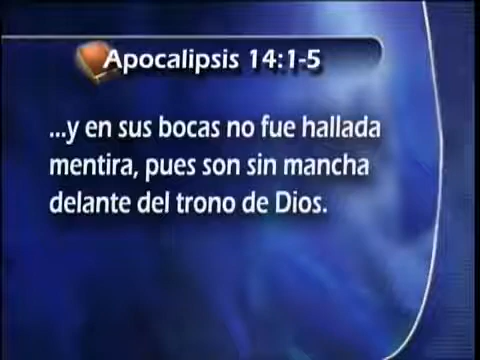 Apocalipsis 14:1-5
...y en sus bocas no fue hallada
mentira, pues son sin mancha
delante del trono de Dios.